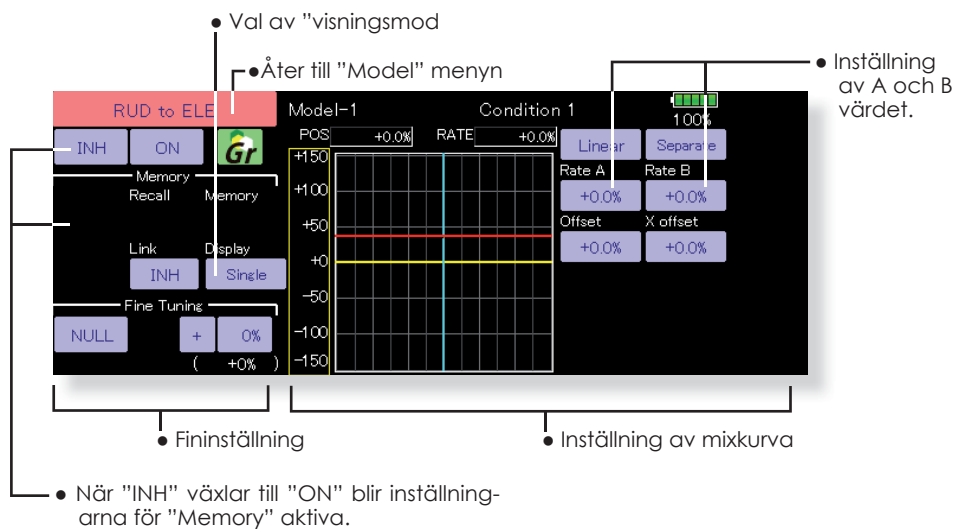 ● Val av ”visningsmod
●Åter till ”Model” menyn
● Inställning
av A och B
värdet.
RUD to ELE
Model-1
Condition 1
100%
INH
ON
Gr
POS
+0.0%
RATE
+0.0%
Linear
Separate
Memory
Recall
Memory
Rate A
Rate B
+0.0%
+0.0%
Offset
X offset
+0.0%
+0.0%
Link
Display
INH
Single
Fine Tuning
NULL
+
0%
( +0% )
+150
+100
+50
+0
-50
-100
-150
● Fininställning
● Inställning av mixkurva
● När ”INH” växlar till ”ON” blir inställning-
arna för ”Memory” aktiva.